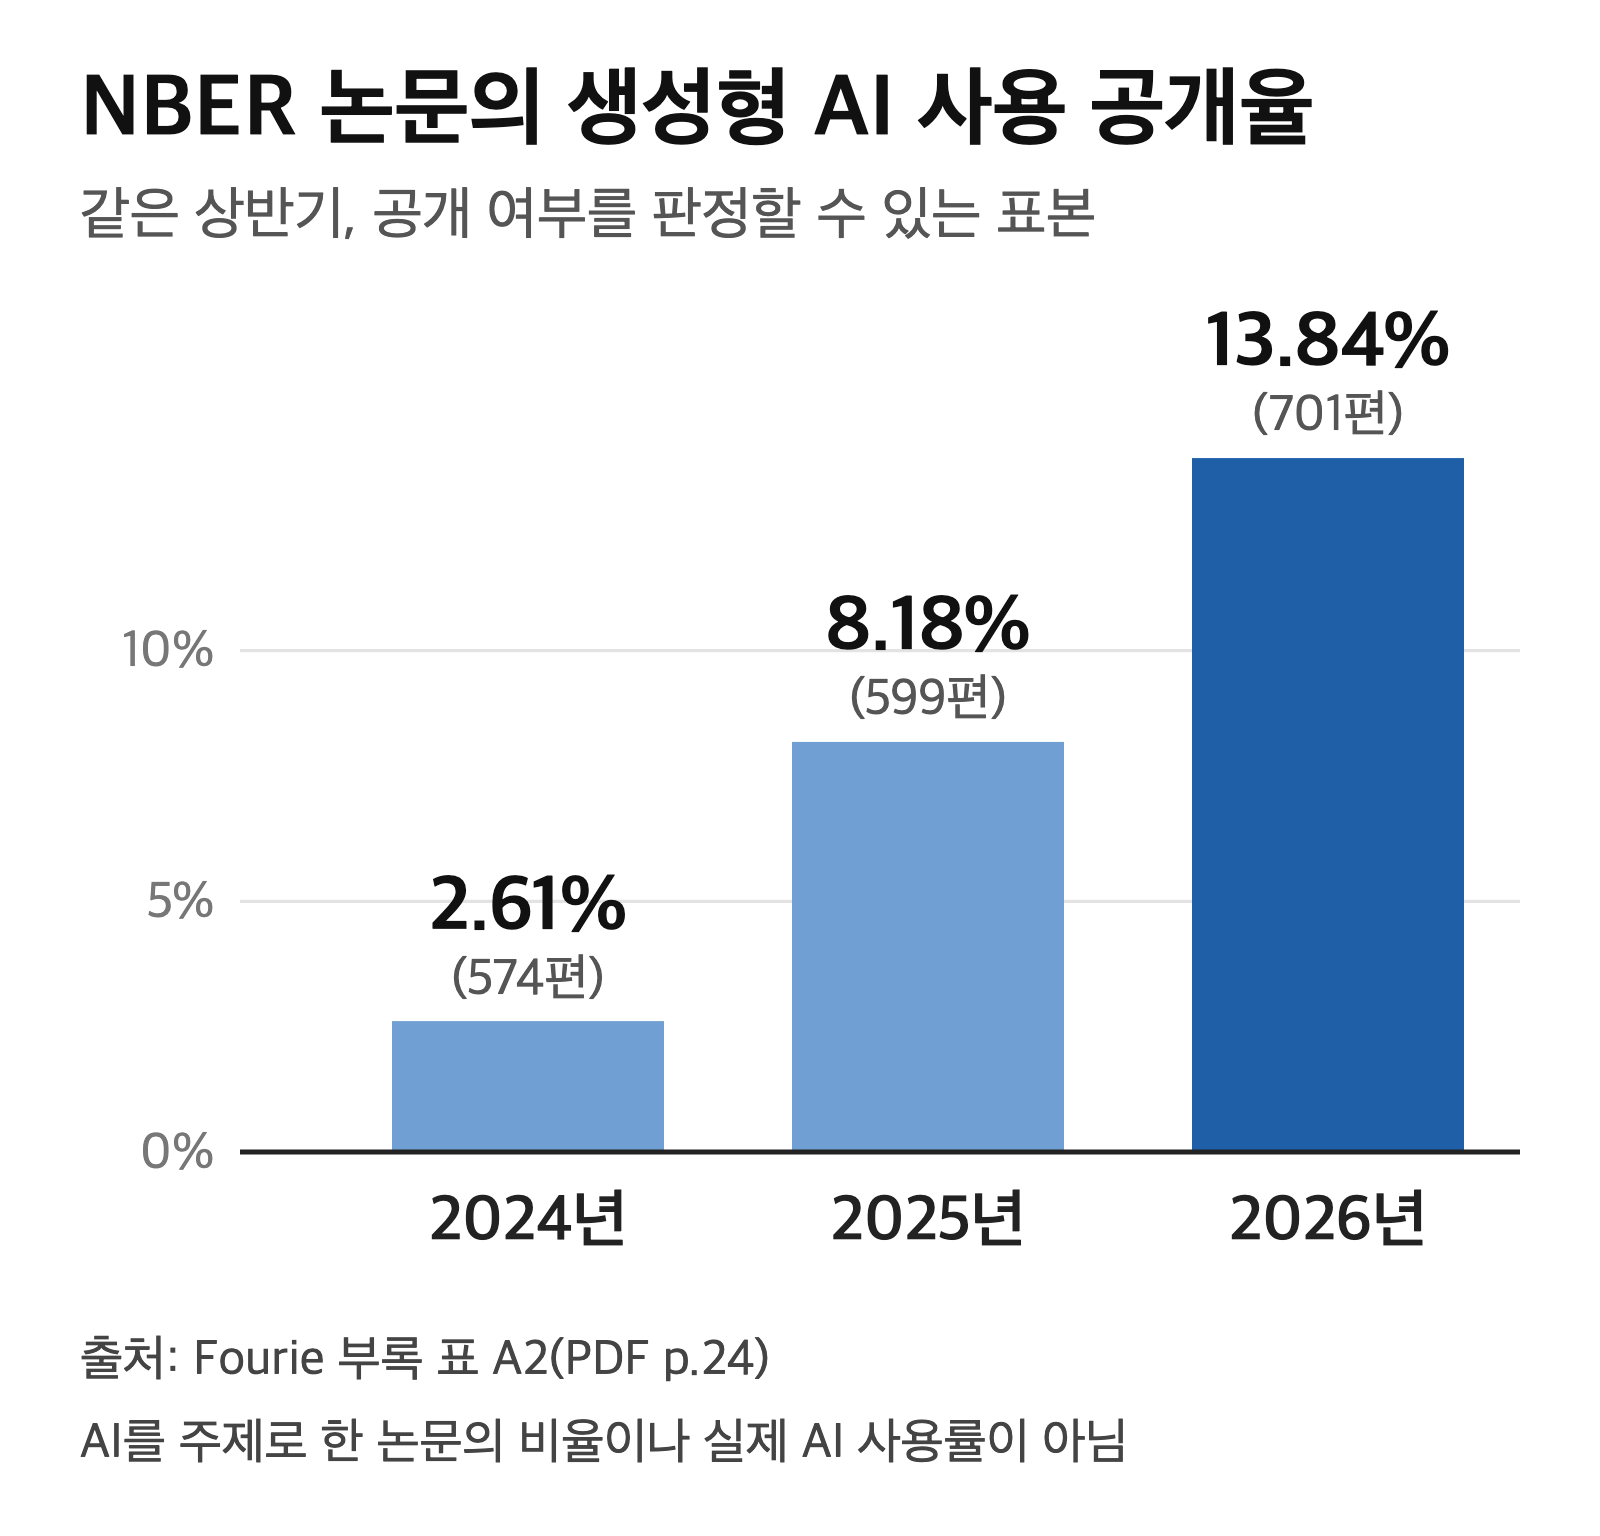 NBER 논문의 생성형 AI 사용 공개율
같은 상반기, 공개 여부를 판정할 수 있는 표본
13.84%
(701편)
8.18%
(599편)
10%
2.61%
(574편)
5%
0%
2024년
2025년
2026년
출처: Fourie 부록 표 A2(PDF p.24)
AI를 주제로 한 논문의 비율이나 실제 AI 사용률이 아님